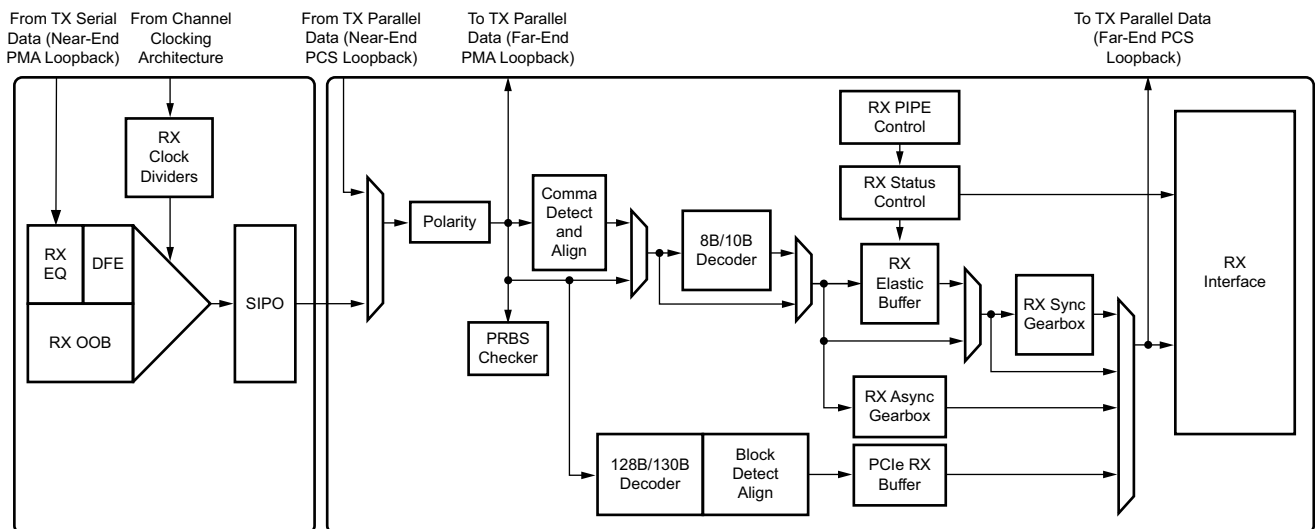 From TX Serial
Data (Near-End
PMA Loopback)
From Channel
Clocking
Architecture
From TX Parallel
Data (Near-End
PCS Loopback)
To TX Parallel
Data (Far-End
PMA Loopback)
To TX Parallel Data
(Far-End PCS
Loopback)
RX
Clock
Dividers
RX
EQ
DFE
RX OOB
SIPO
Polarity
Comma
Detect
and
Align
PRBS
Checker
8B/10B
Decoder
RX PIPE
Control
RX Status
Control
RX
Elastic
Buffer
RX Sync
Gearbox
RX Async
Gearbox
128B/130B
Decoder
Block
Detect
Align
PCIe RX
Buffer
RX
Interface